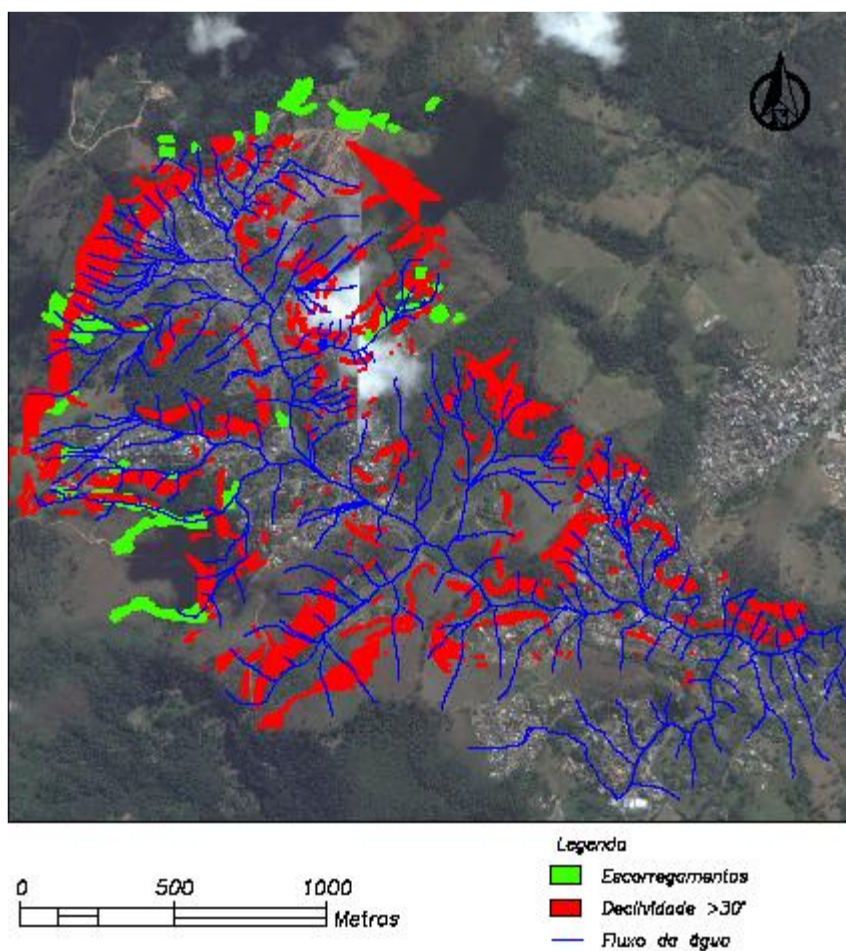 0 500 1000
Metros
Legenda
Escorregamentos
Declividade >30°
Fluxo da água